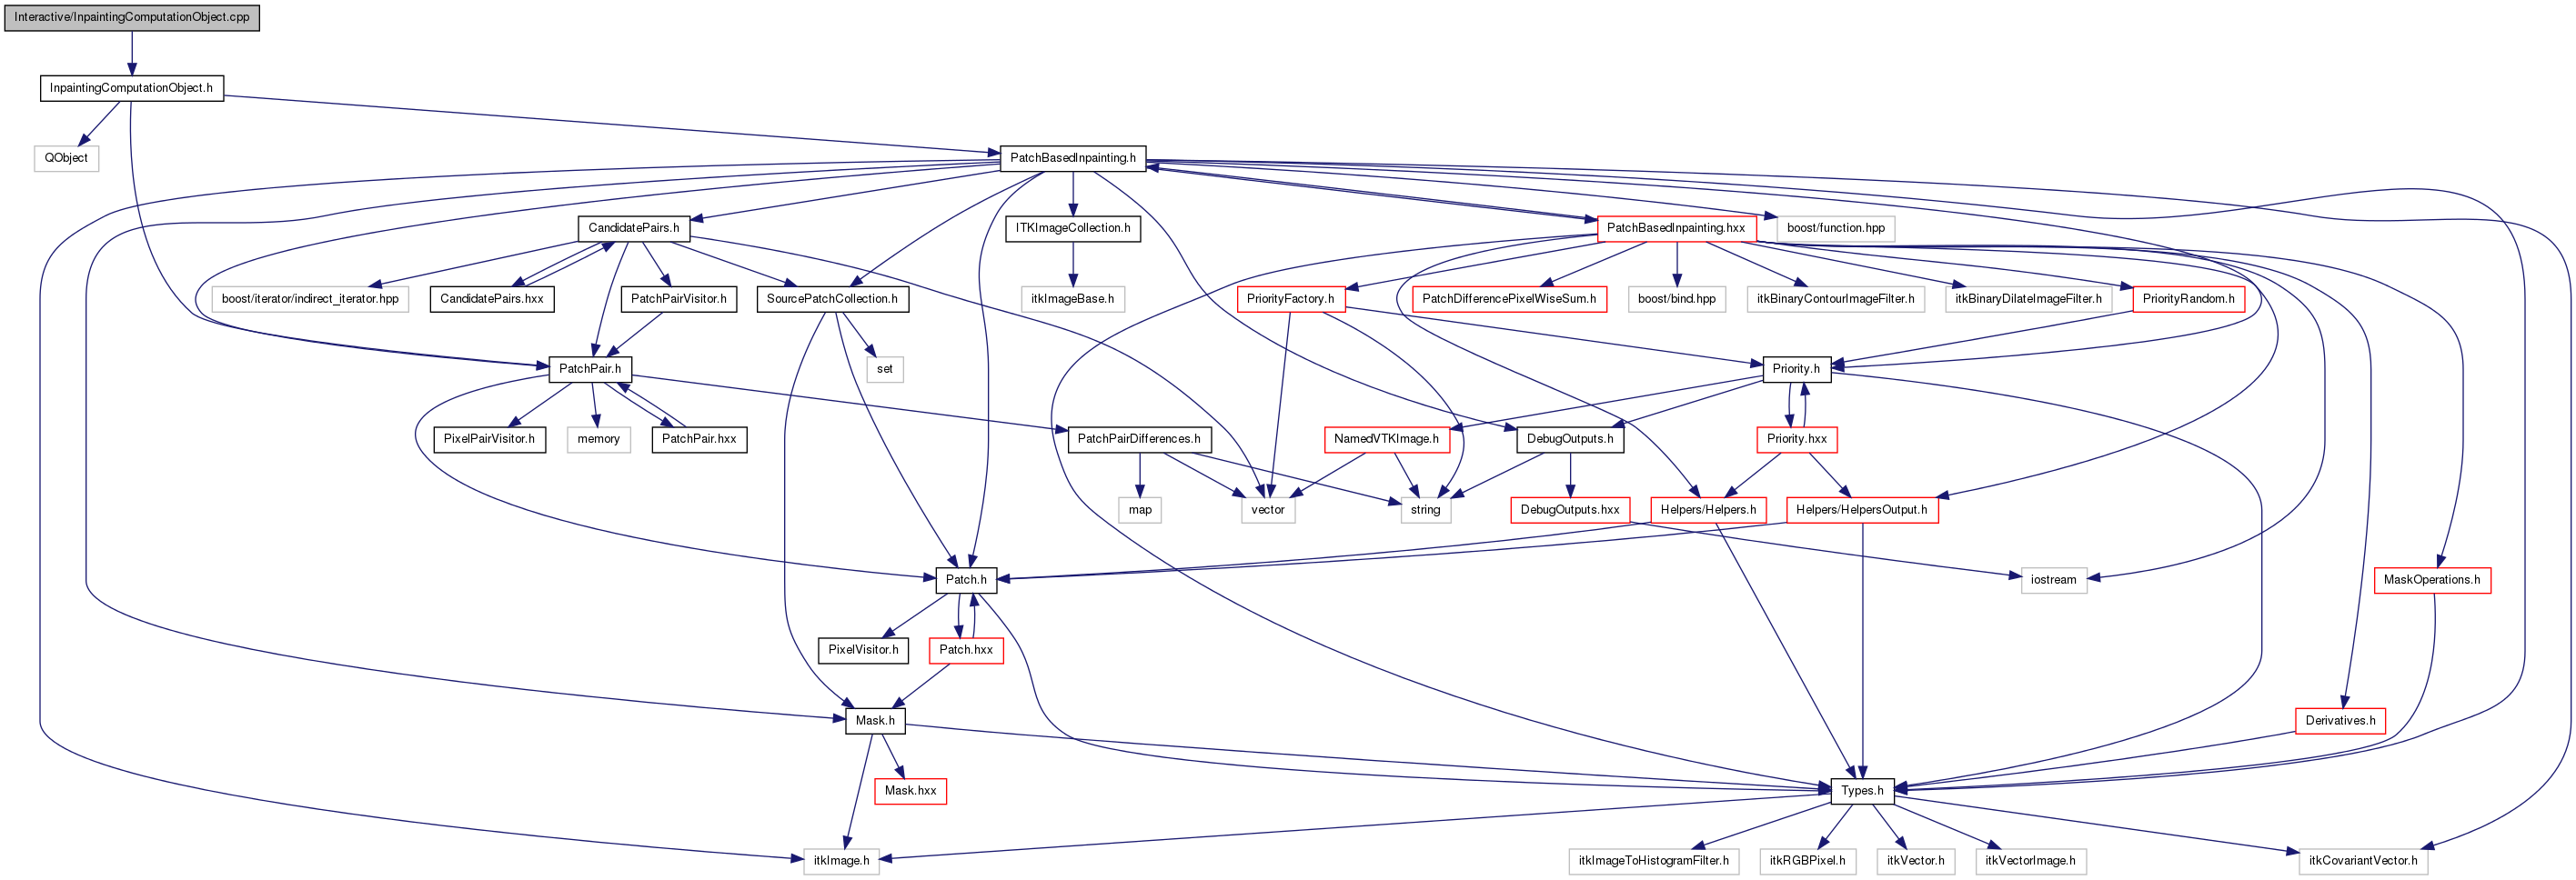 Interactive/InpaintingComputationObject.cpp
InpaintingComputationObject.h
QObject
PatchBasedInpainting.h
CandidatePairs.h
ITKImageCollection.h
PatchBasedInpainting.hxx
boost/function.hpp
boost/iterator/indirect_iterator.hpp
CandidatePairs.hxx
PatchPairVisitor.h
SourcePatchCollection.h
itkImageBase.h
PriorityFactory.h
PatchDifferencePixelWiseSum.h
boost/bind.hpp
itkBinaryContourImageFilter.h
itkBinaryDilateImageFilter.h
PriorityRandom.h
PatchPair.h
set
Priority.h
PixelPairVisitor.h
memory
PatchPair.hxx
PatchPairDifferences.h
NamedVTKImage.h
DebugOutputs.h
Priority.hxx
map
vector
string
DebugOutputs.hxx
Helpers/Helpers.h
Helpers/HelpersOutput.h
Patch.h
iostream
MaskOperations.h
PixelVisitor.h
Patch.hxx
Mask.h
Derivatives.h
Mask.hxx
Types.h
itkImage.h
itkImageToHistogramFilter.h
itkRGBPixel.h
itkVector.h
itkVectorImage.h
itkCovariantVector.h